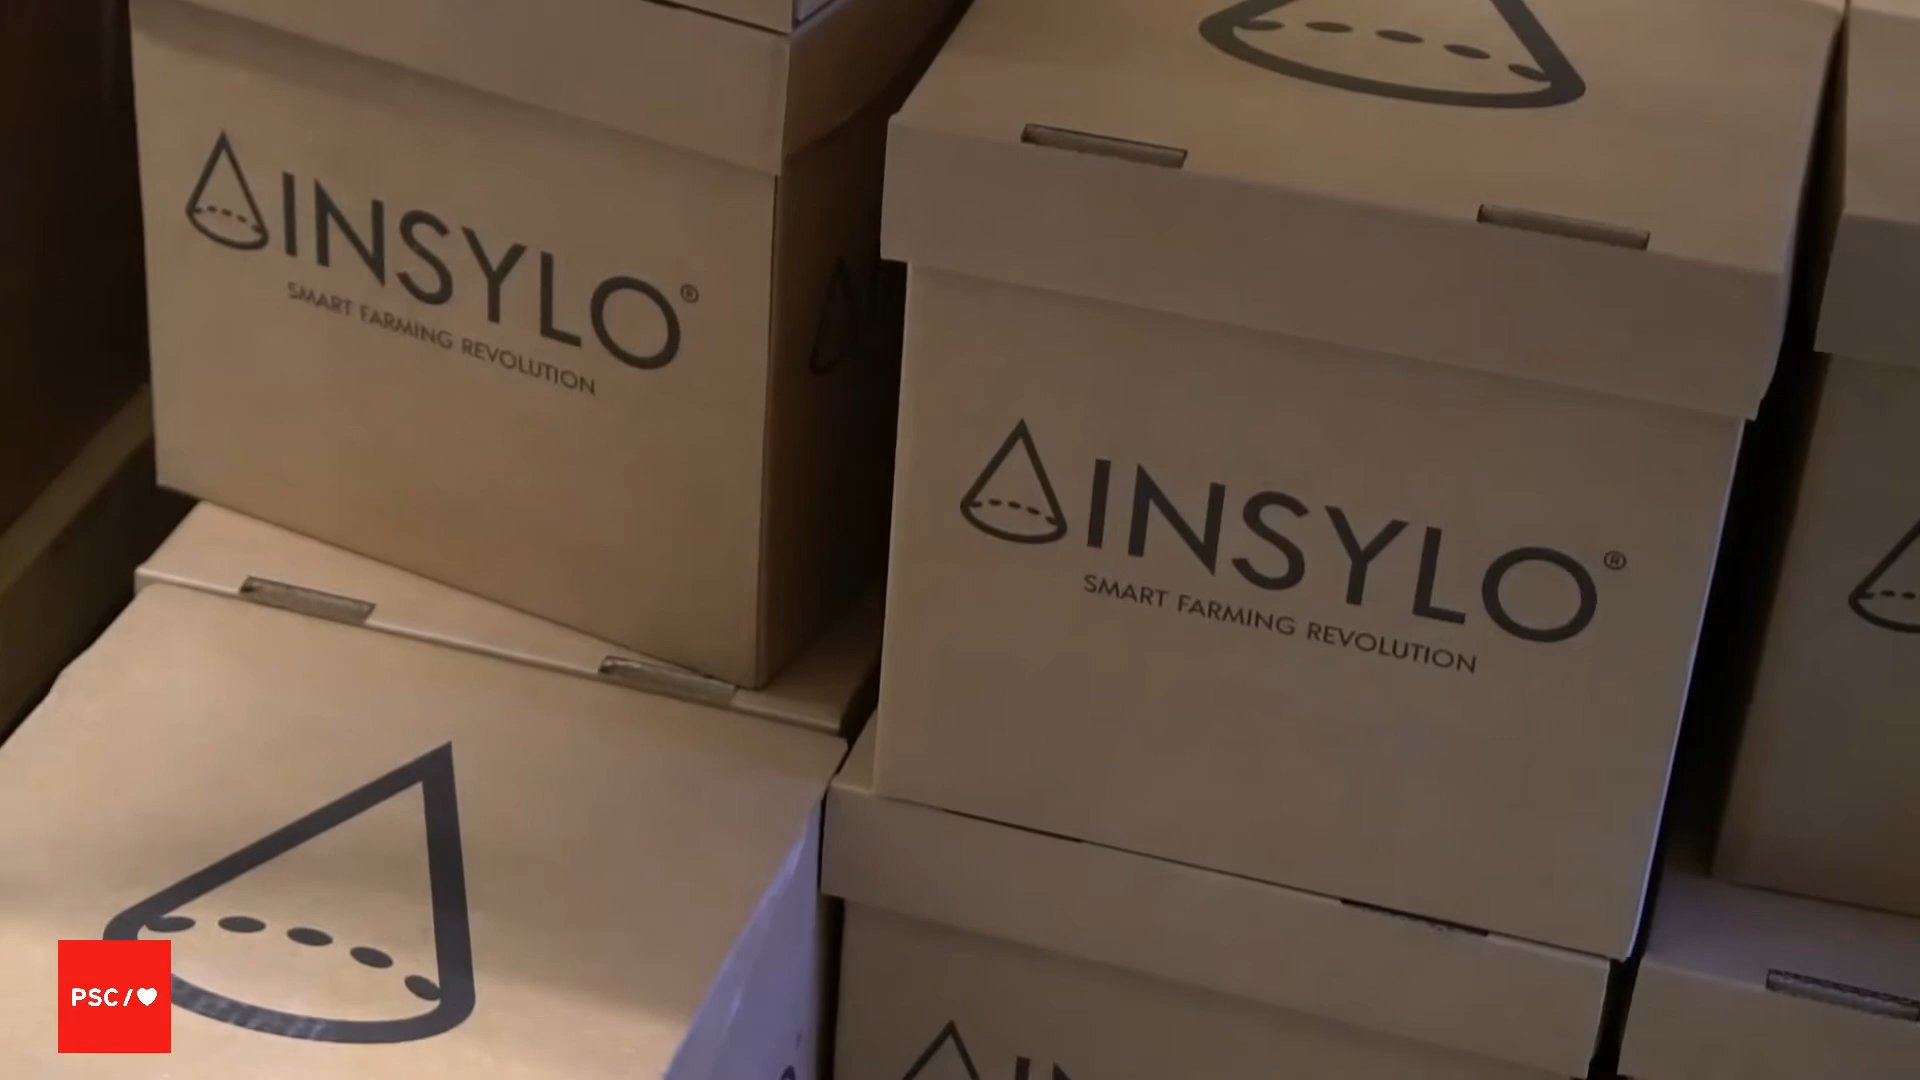 INSYLO®
SMART FARMING REVOLUTION
INSYLO®
SMART FARMING REVOLUTION
PSC/♥